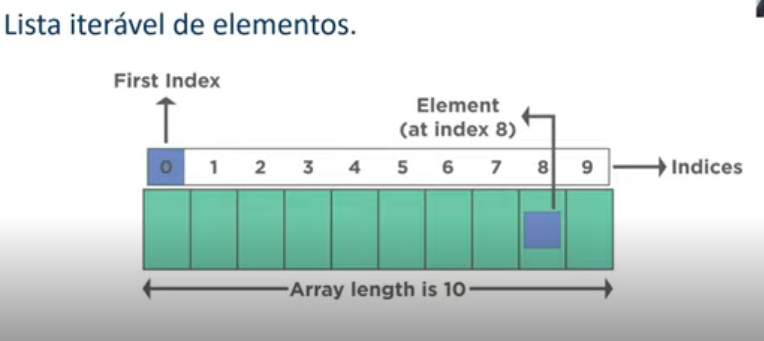 Lista iterável de elementos.
First Index
Element
(at index 8)
0 1 2 3 4 5 6 7 8 9 Indices
Array length is 10